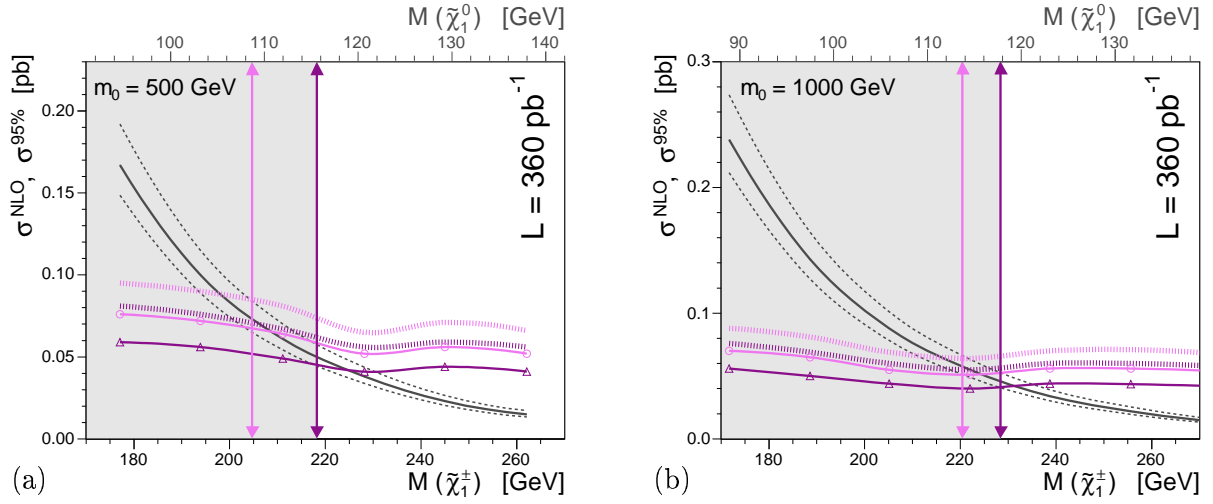 M (χ̃₁⁰) [GeV]
100 110 120 130 140
σ^NLO, σ^95% [pb]
0.20
0.15
0.10
0.05
0.00
m₀ = 500 GeV
L = 360 pb⁻¹
180 200 220 240 260
M (χ̃₁^±) [GeV]
(a)
M (χ̃₁⁰) [GeV]
90 100 110 120 130
σ^NLO, σ^95% [pb]
0.3
0.2
0.1
0.0
m₀ = 1000 GeV
L = 360 pb⁻¹
180 200 220 240 260
M (χ̃₁^±) [GeV]
(b)